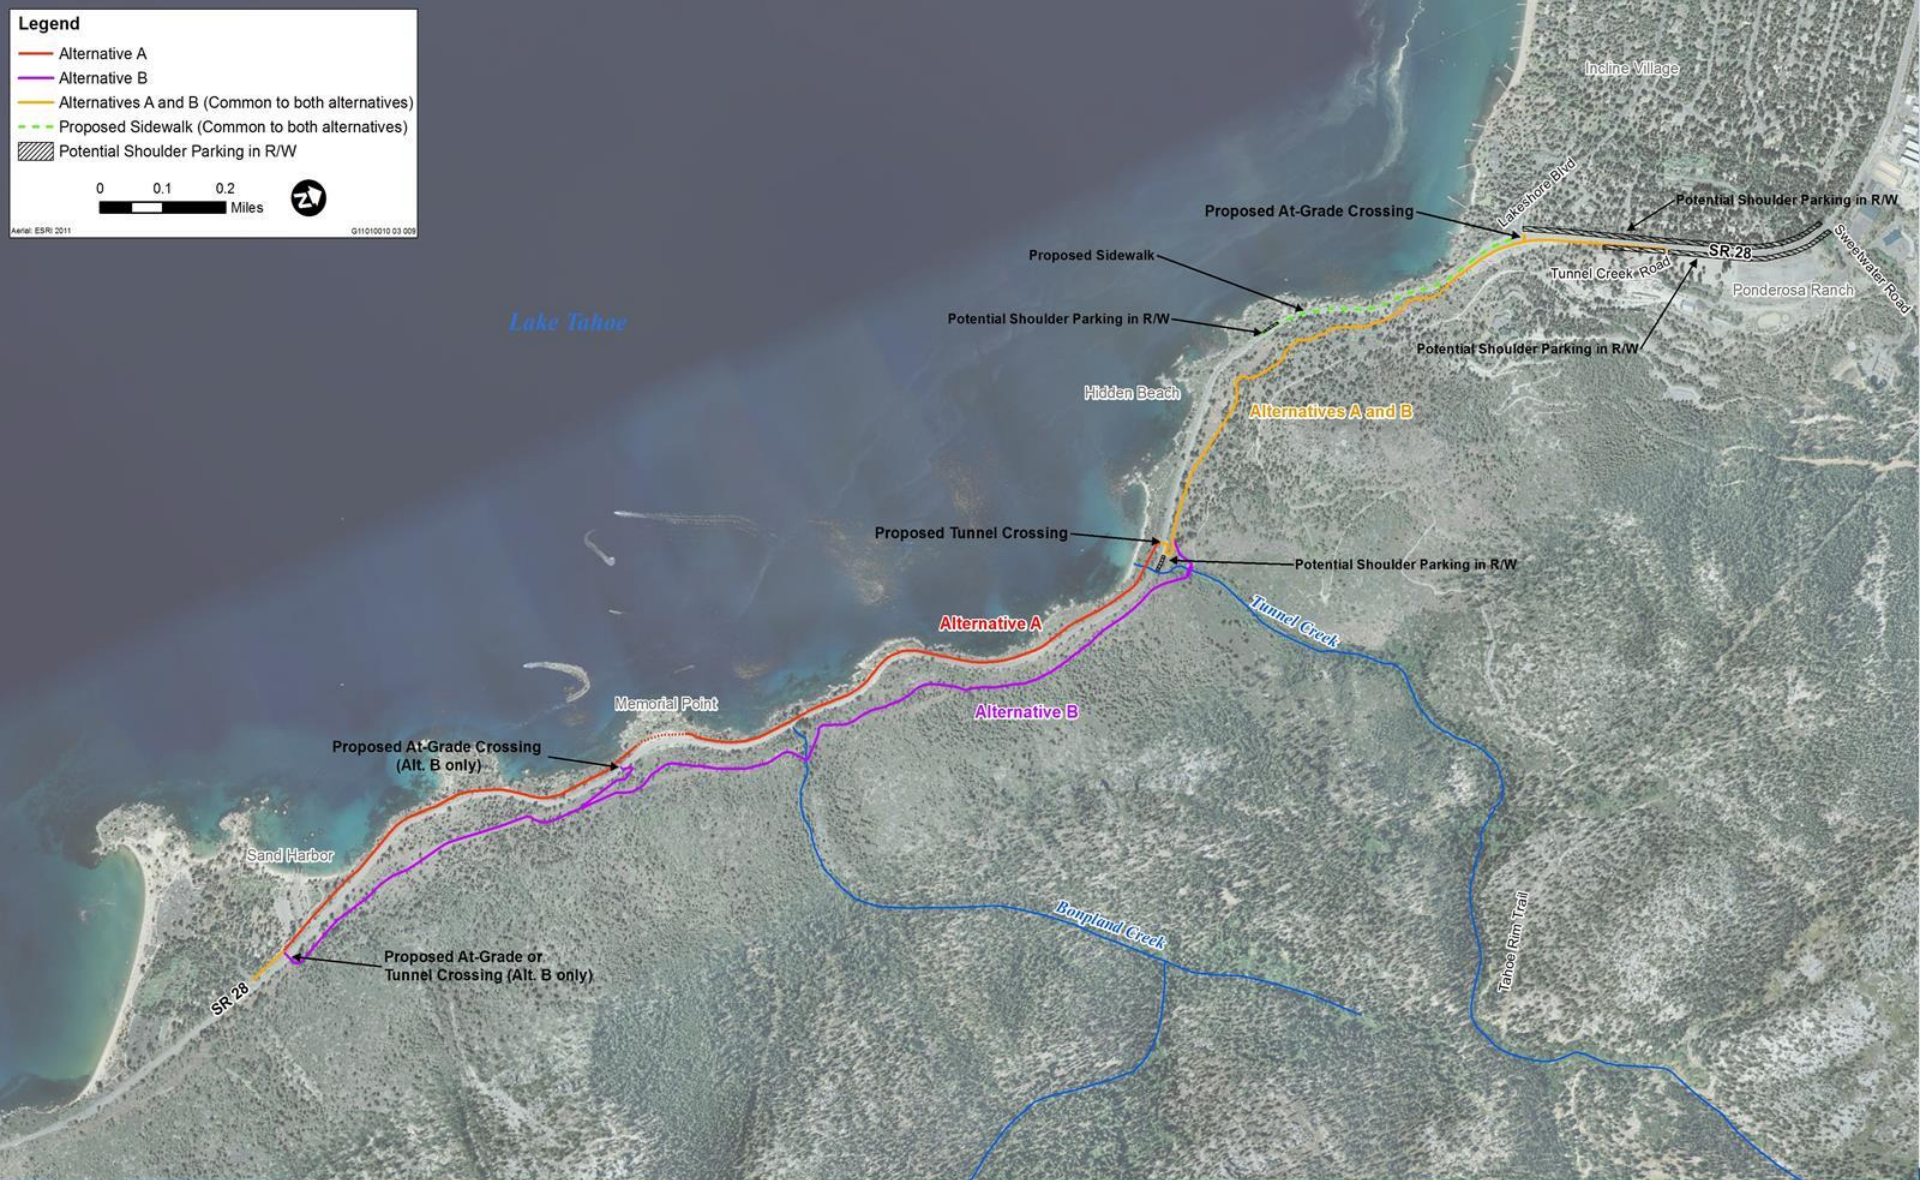 Legend
Alternative A
Alternative B
Alternatives A and B (Common to both alternatives)
Proposed Sidewalk (Common to both alternatives)
Potential Shoulder Parking in R/W
0 0.1 0.2
Miles
N
Aerial: ESRI 2011
G11010010 03 009
Incline Village
Lakeshore Blvd
Potential Shoulder Parking in R/W
Proposed At-Grade Crossing
SR 28
Sweetwater Road
Proposed Sidewalk
Tunnel Creek Road
Ponderosa Ranch
Lake Tahoe
Potential Shoulder Parking in R/W
Potential Shoulder Parking in R/W
Hidden Beach
Alternatives A and B
Proposed Tunnel Crossing
Potential Shoulder Parking in R/W
Tunnel Creek
Alternative A
Memorial Point
Alternative B
Proposed At-Grade Crossing
(Alt. B only)
Sand Harbor
Bonpland Creek
Tahoe Rim Trail
Proposed At-Grade or
Tunnel Crossing (Alt. B only)
SR 28